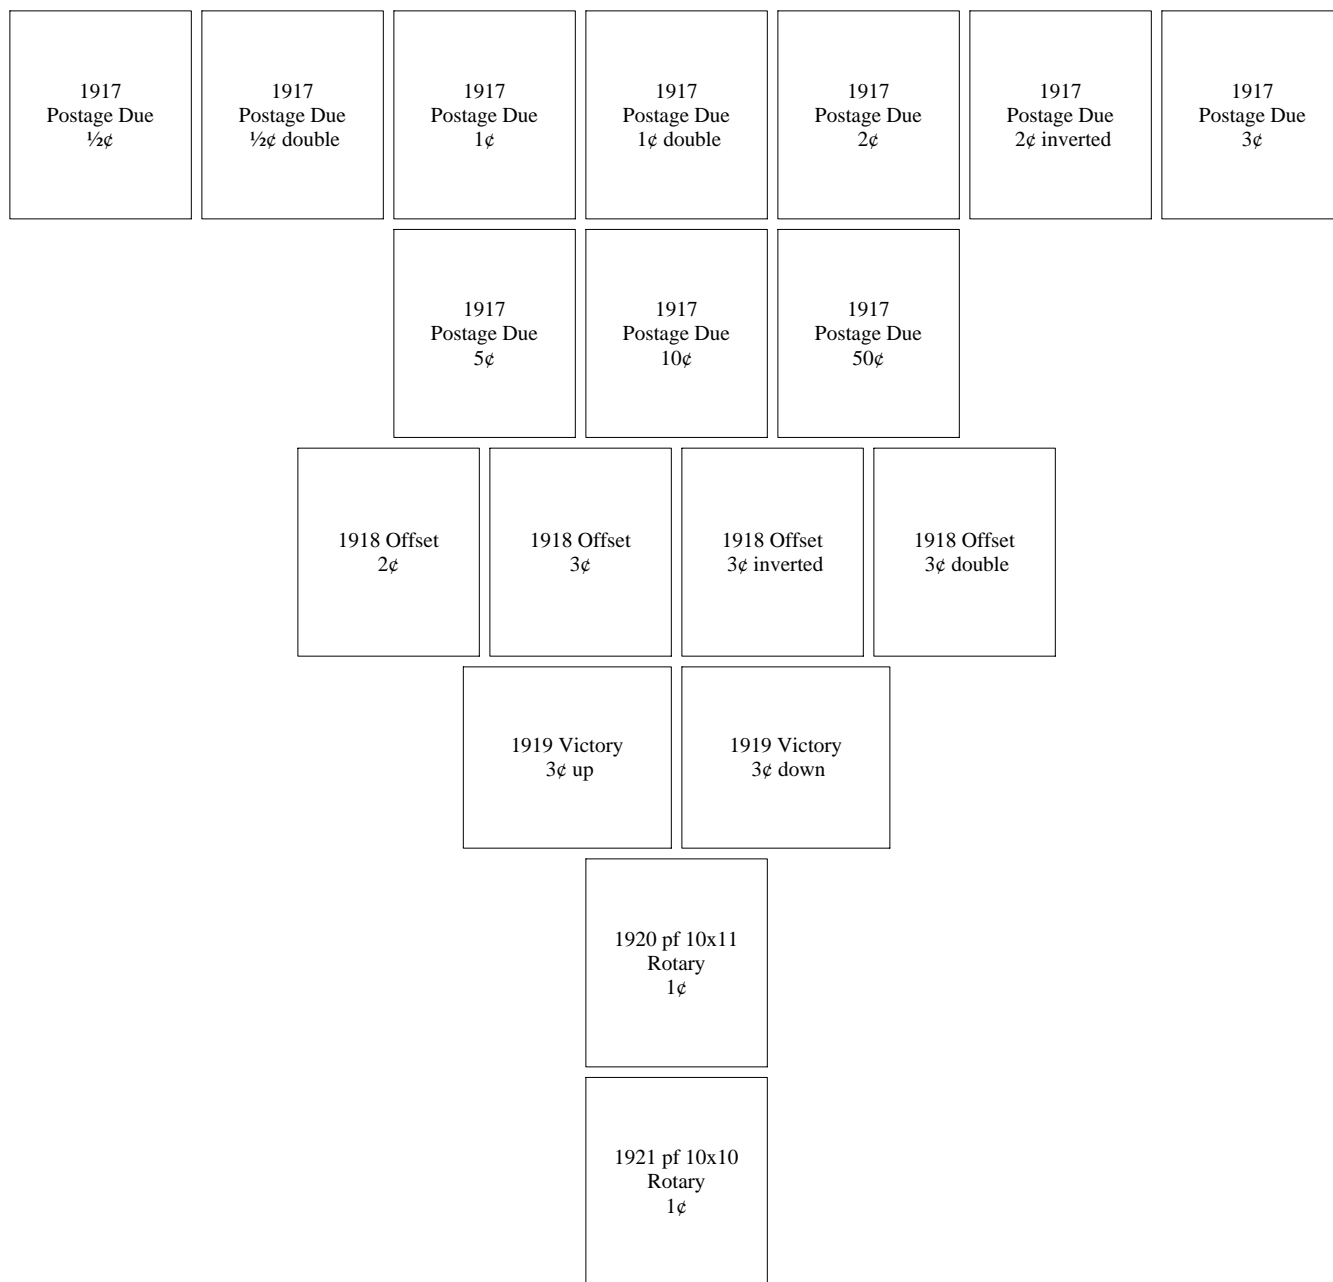 1917
Postage Due
½¢
1917
Postage Due
½¢ double
1917
Postage Due
1¢
1917
Postage Due
1¢ double
1917
Postage Due
2¢
1917
Postage Due
2¢ inverted
1917
Postage Due
3¢
1917
Postage Due
5¢
1917
Postage Due
10¢
1917
Postage Due
50¢
1918 Offset
2¢
1918 Offset
3¢
1918 Offset
3¢ inverted
1918 Offset
3¢ double
1919 Victory
3¢ up
1919 Victory
3¢ down
1920 pf 10x11
Rotary
1¢
1921 pf 10x10
Rotary
1¢